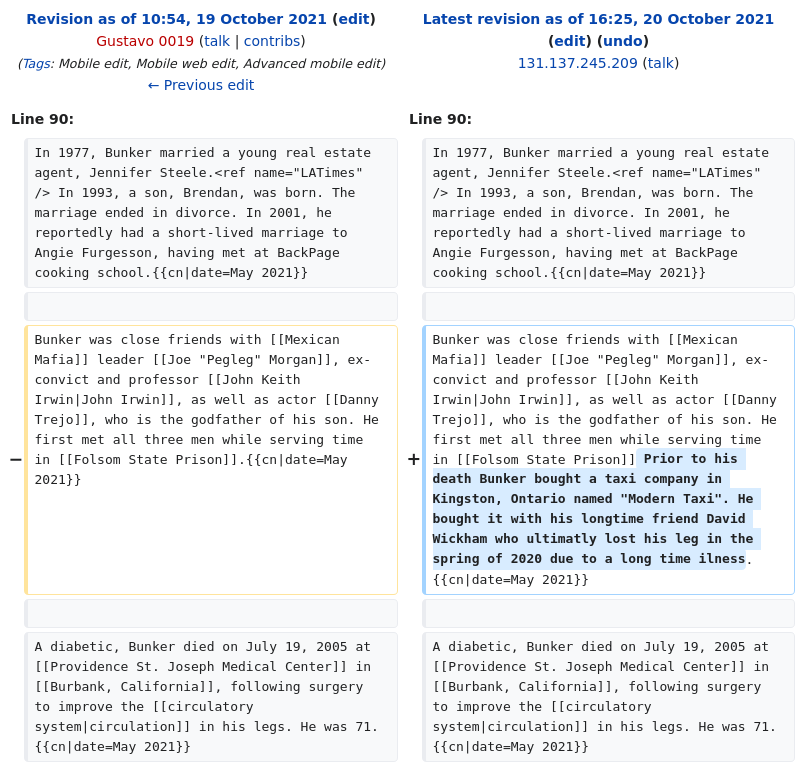 Revision as of 10:54, 19 October 2021 (edit)
Gustavo 0019 (talk | contribs)
(Tags: Mobile edit, Mobile web edit, Advanced mobile edit)
← Previous edit
Latest revision as of 16:25, 20 October 2021
(edit) (undo)
131.137.245.209 (talk)
Line 90:
Line 90:
In 1977, Bunker married a young real estate
agent, Jennifer Steele.<ref name="LATimes"
/> In 1993, a son, Brendan, was born. The
marriage ended in divorce. In 2001, he
reportedly had a short-lived marriage to
Angie Furgesson, having met at BackPage
cooking school.{{cn|date=May 2021}}
In 1977, Bunker married a young real estate
agent, Jennifer Steele.<ref name="LATimes"
/> In 1993, a son, Brendan, was born. The
marriage ended in divorce. In 2001, he
reportedly had a short-lived marriage to
Angie Furgesson, having met at BackPage
cooking school.{{cn|date=May 2021}}
−
Bunker was close friends with [[Mexican
Mafia]] leader [[Joe "Pegleg" Morgan]], ex-
convict and professor [[John Keith
Irwin|John Irwin]], as well as actor [[Danny
Trejo]], who is the godfather of his son. He
first met all three men while serving time
in [[Folsom State Prison]].{{cn|date=May
2021}}
+
Bunker was close friends with [[Mexican
Mafia]] leader [[Joe "Pegleg" Morgan]], ex-
convict and professor [[John Keith
Irwin|John Irwin]], as well as actor [[Danny
Trejo]], who is the godfather of his son. He
first met all three men while serving time
in [[Folsom State Prison]] Prior to his
death Bunker bought a taxi company in
Kingston, Ontario named "Modern Taxi". He
bought it with his longtime friend David
Wickham who ultimatly lost his leg in the
spring of 2020 due to a long time ilness.
{{cn|date=May 2021}}
A diabetic, Bunker died on July 19, 2005 at
[[Providence St. Joseph Medical Center]] in
[[Burbank, California]], following surgery
to improve the [[circulatory
system|circulation]] in his legs. He was 71.
{{cn|date=May 2021}}
A diabetic, Bunker died on July 19, 2005 at
[[Providence St. Joseph Medical Center]] in
[[Burbank, California]], following surgery
to improve the [[circulatory
system|circulation]] in his legs. He was 71.
{{cn|date=May 2021}}